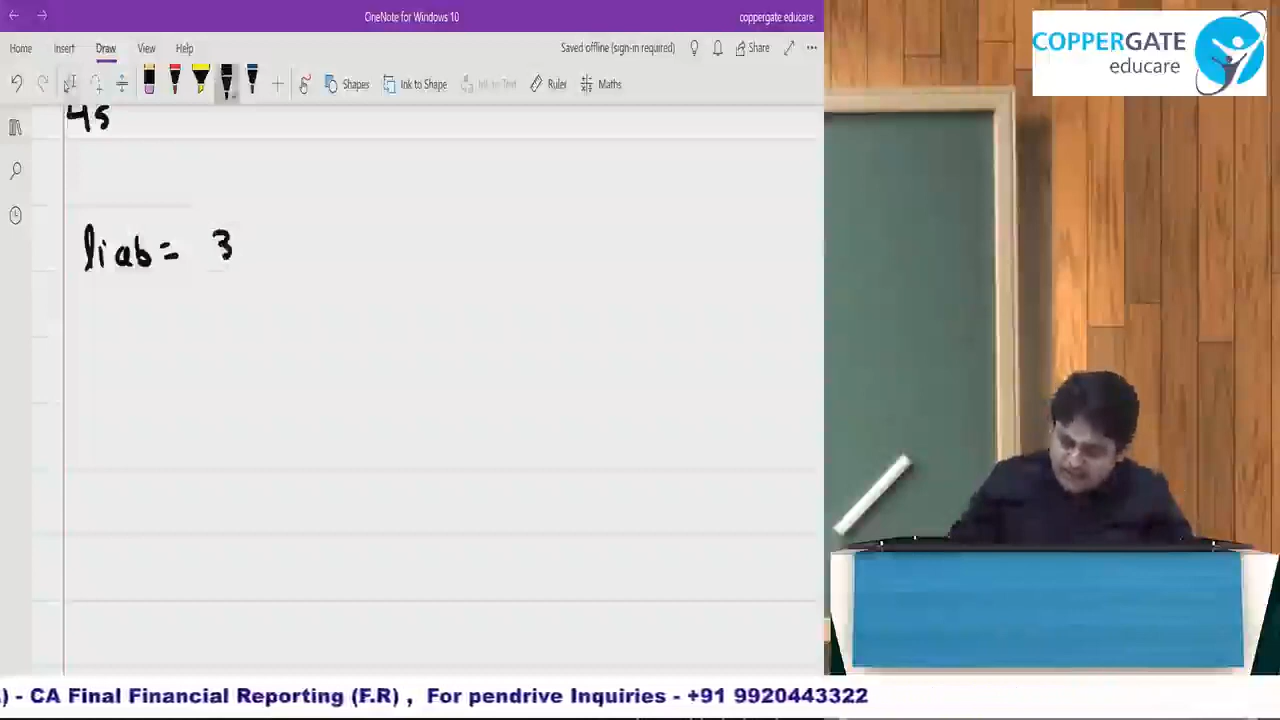 OneNote for Windows 10
coppergate educare
Home Insert Draw View Help
Saved offline (sign-in required)
Share
Shapes
Ink to Shape
Ink to Text
Ruler
Maths
COPPERGATE
educare
45
liab = 3
) - CA Final Financial Reporting (F.R) , For pendrive Inquiries - +91 9920443322